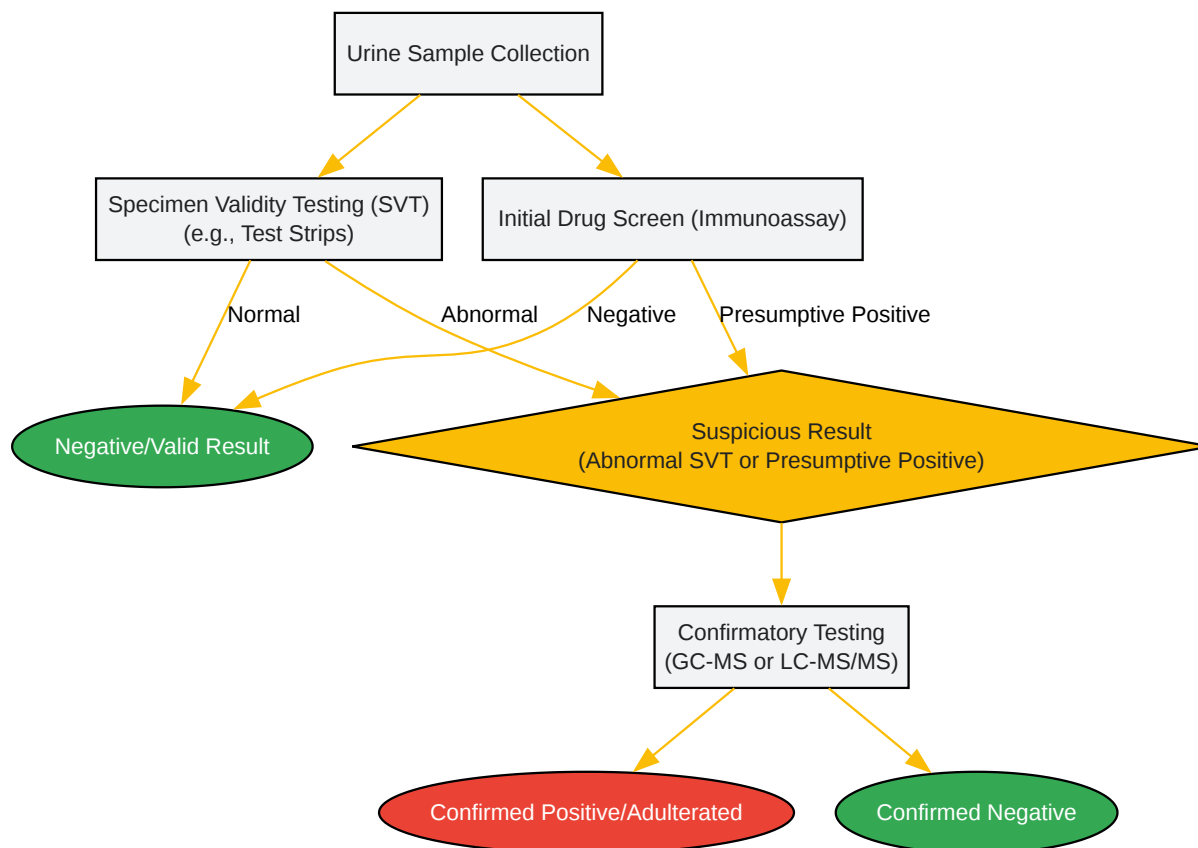 Urine Sample Collection
Specimen Validity Testing (SVT)
(e.g., Test Strips)
Initial Drug Screen (Immunoassay)
Normal
Abnormal
Negative
Presumptive Positive
Negative/Valid Result
Suspicious Result
(Abnormal SVT or Presumptive Positive)
Confirmatory Testing
(GC-MS or LC-MS/MS)
Confirmed Positive/Adulterated
Confirmed Negative